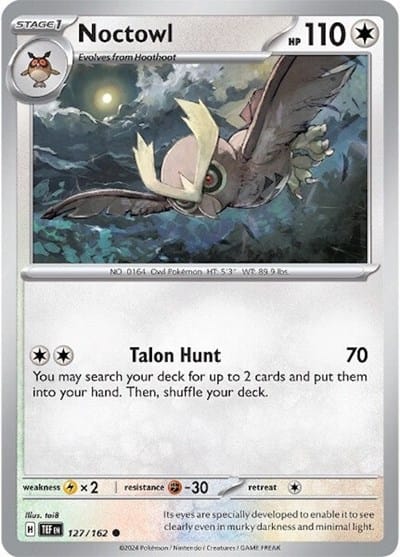 STAGE 1
Noctowl
HP 110
Evolves from Hoothoot
NO. 0164 Owl Pokémon HT: 5'3" WT: 89.9 lbs.
Talon Hunt 70
You may search your deck for up to 2 cards and put them
into your hand. Then, shuffle your deck.
weakness ×2 resistance -30 retreat
Illus. tai8
H TEF EN 127/162
Its eyes are specially developed to enable it to see
clearly even in murky darkness and minimal light.
©2024 Pokémon / Nintendo / Creatures / GAME FREAK